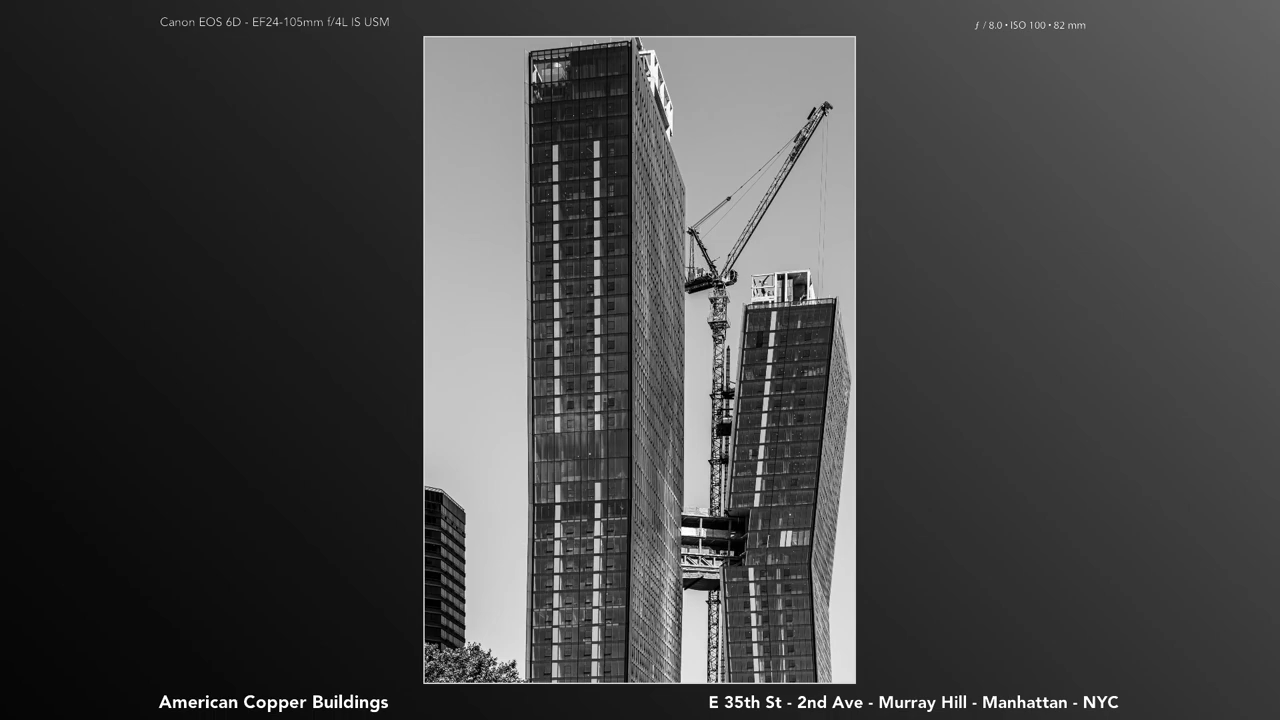 Canon EOS 6D - EF24-105mm f/4L IS USM
ƒ / 8.0 • ISO 100 • 82 mm
American Copper Buildings
E 35th St - 2nd Ave - Murray Hill - Manhattan - NYC